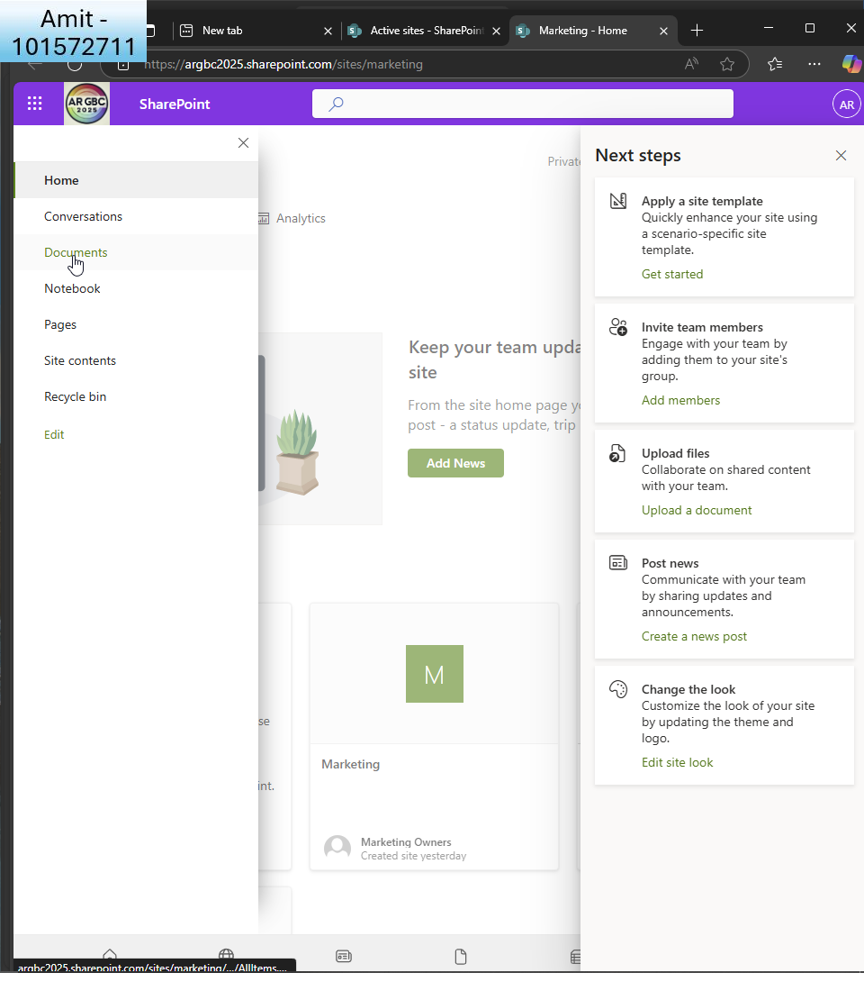 Amit -
101572711
New tab
Active sites - SharePoint
Marketing - Home
https://argbc2025.sharepoint.com/sites/marketing
AR GBC
2025
SharePoint
AR
Home
Conversations
Documents
Notebook
Pages
Site contents
Recycle bin
Edit
Private
Analytics
Keep your team upda
site
From the site home page yo
post - a status update, trip
Add News
se
int.
M
Marketing
Marketing Owners
Created site yesterday
Next steps
Apply a site template
Quickly enhance your site using
a scenario-specific site
template.
Get started
Invite team members
Engage with your team by
adding them to your site's
group.
Add members
Upload files
Collaborate on shared content
with your team.
Upload a document
Post news
Communicate with your team
by sharing updates and
announcements.
Create a news post
Change the look
Customize the look of your site
by updating the theme and
logo.
Edit site look
argbc2025.sharepoint.com/sites/marketing/.../AllItems....